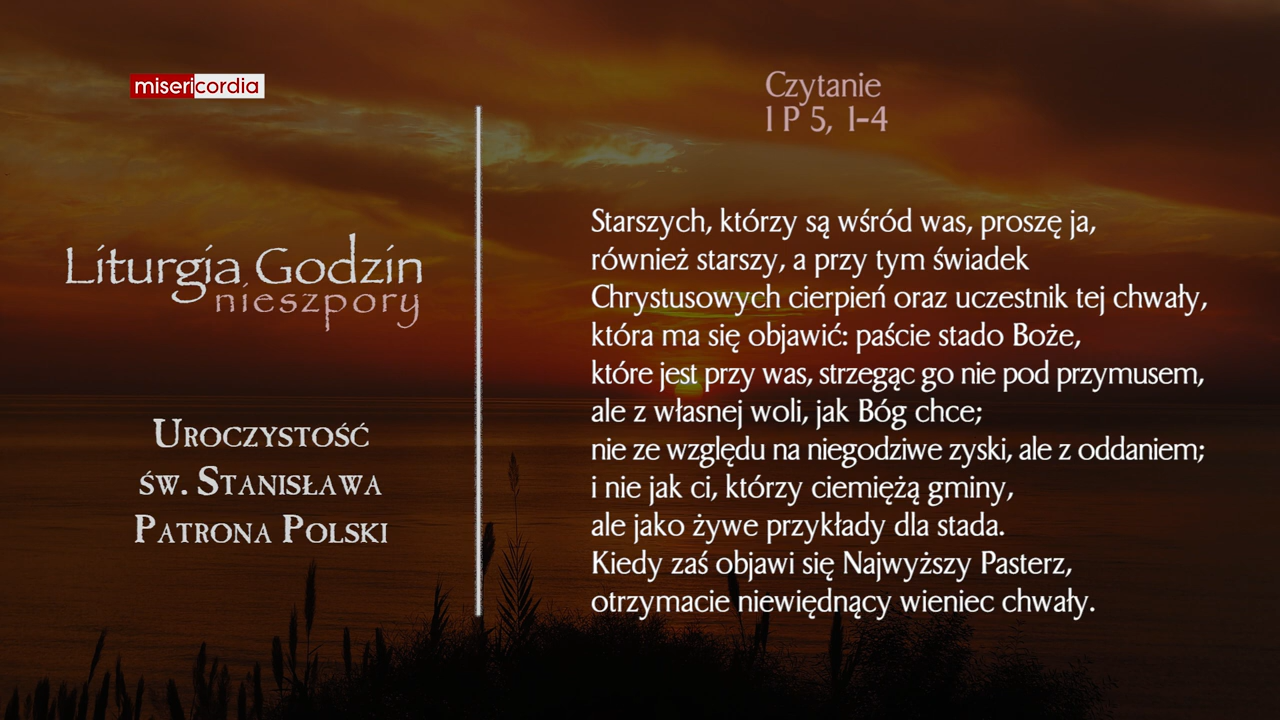 misericordia
Liturgia Godzin
nieszpory
Uroczystość
św. Stanisława
Patrona Polski
Czytanie
1 P 5, 1-4
Starszych, którzy są wśród was, proszę ja,
również starszy, a przy tym świadek
Chrystusowych cierpień oraz uczestnik tej chwały,
która ma się objawić: paście stado Boże,
które jest przy was, strzegąc go nie pod przymusem,
ale z własnej woli, jak Bóg chce;
nie ze względu na niegodziwe zyski, ale z oddaniem;
i nie jak ci, którzy ciemiężą gminy,
ale jako żywe przykłady dla stada.
Kiedy zaś objawi się Najwyższy Pasterz,
otrzymacie niewiędnący wieniec chwały.